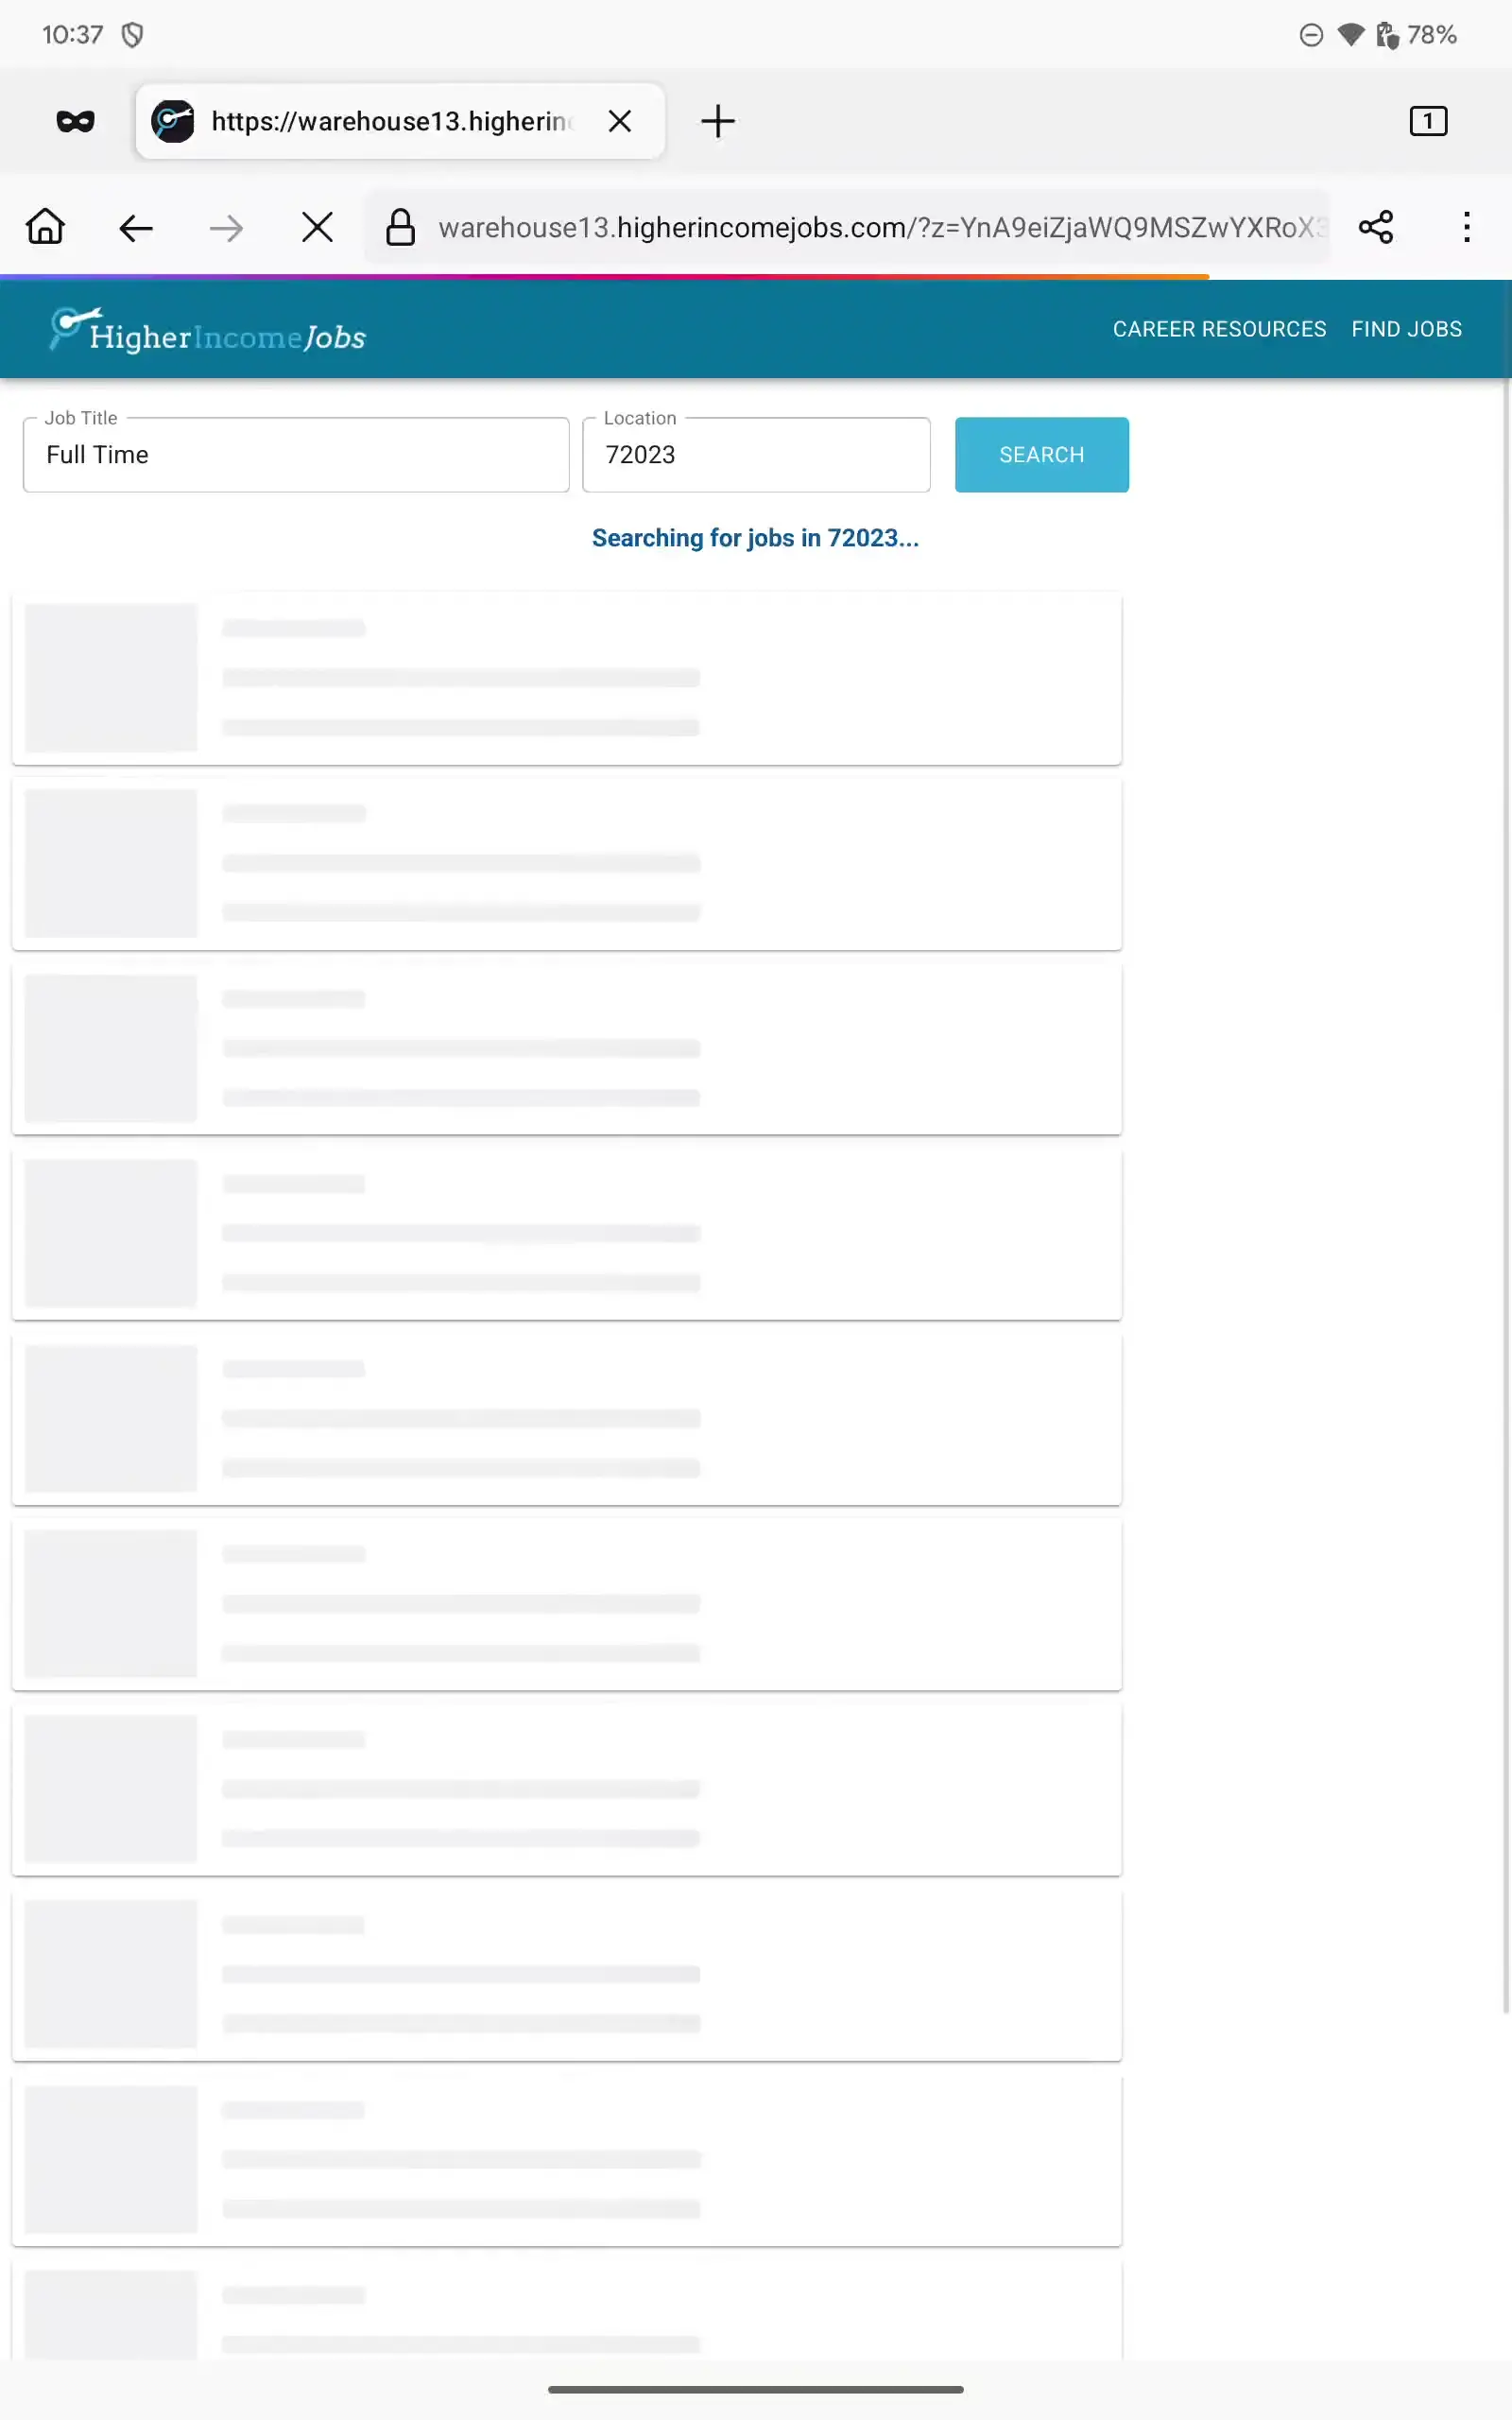 10:37
78%
https://warehouse13.higherin
1
warehouse13.higherincomejobs.com/?z=YnA9eiZjaWQ9MSZwYXRoX3
HigherIncomeJobs
CAREER RESOURCES FIND JOBS
Job Title
Full Time
Location
72023
SEARCH
Searching for jobs in 72023...